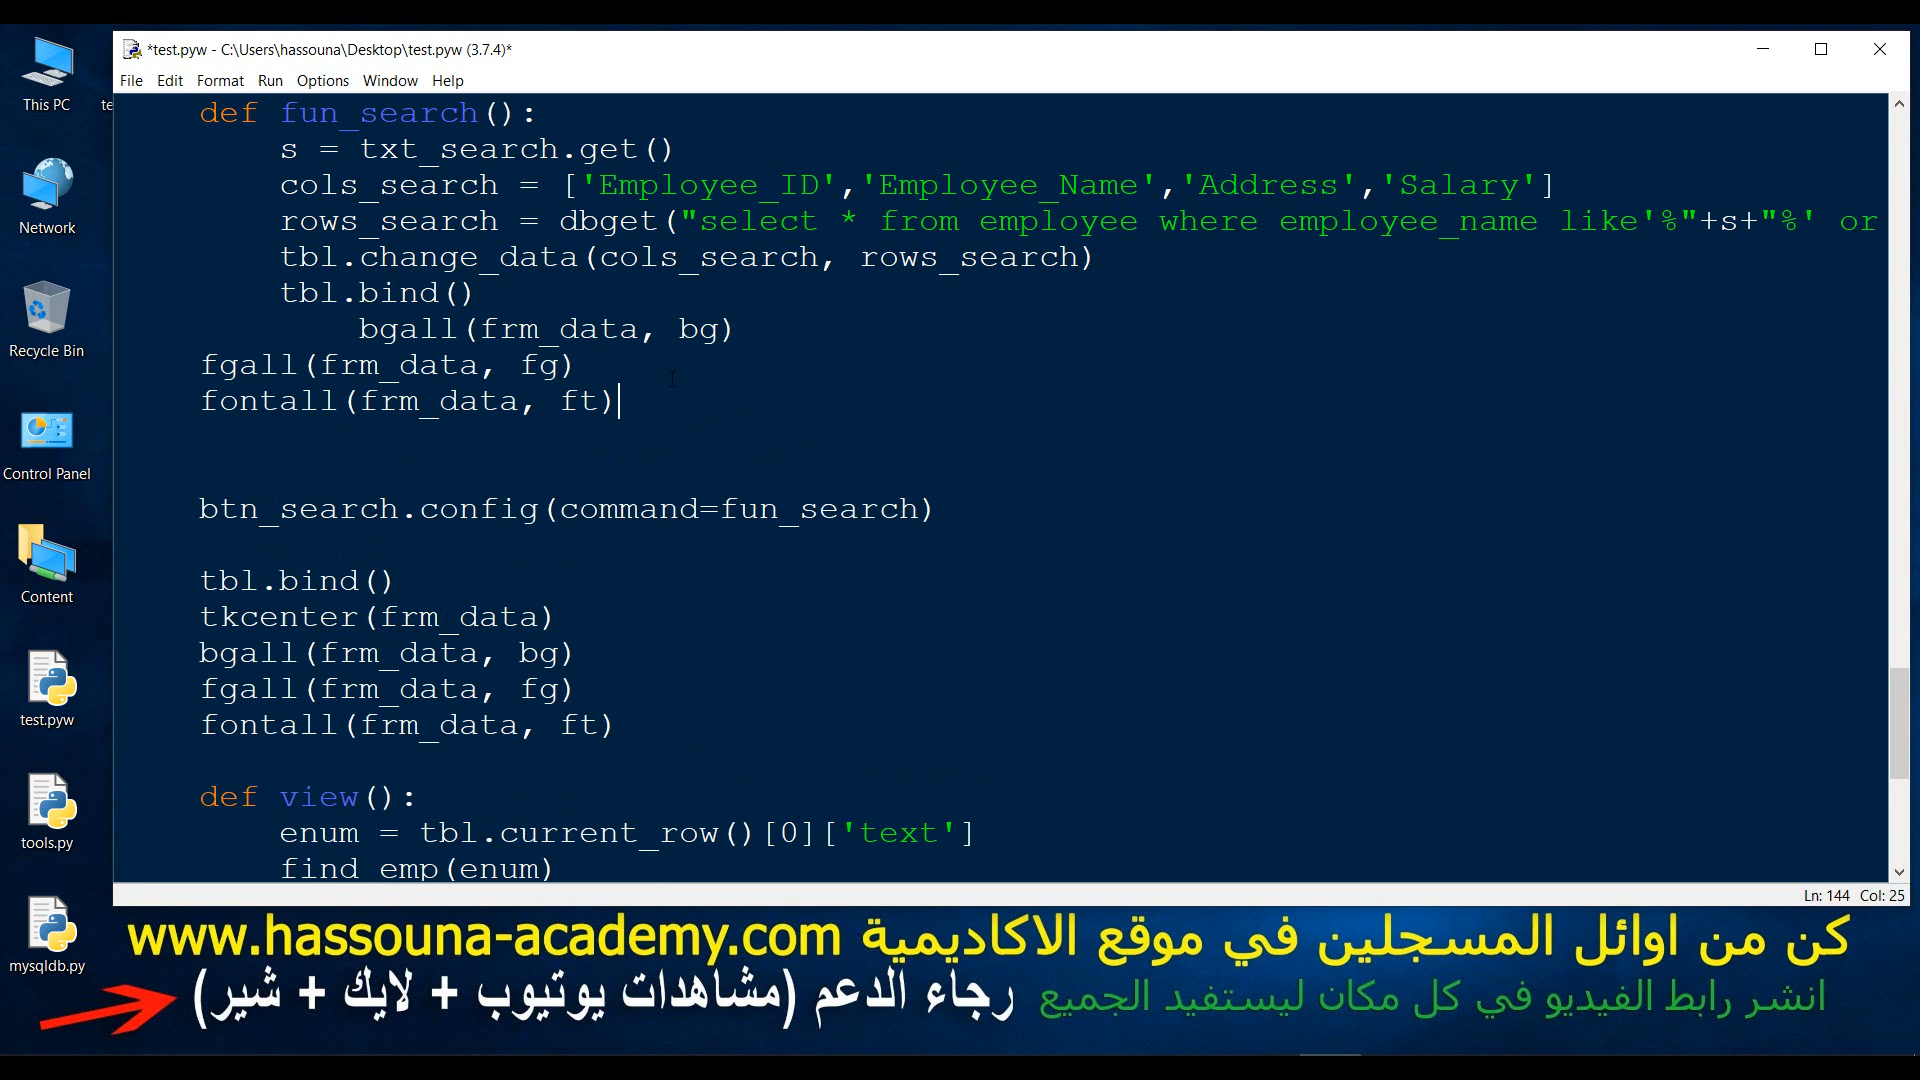 *test.pyw - C:\Users\hassouna\Desktop\test.pyw (3.7.4)*
File Edit Format Run Options Window Help
def fun_search():
s = txt_search.get()
cols_search = ['Employee_ID','Employee_Name','Address','Salary']
rows_search = dbget("select * from employee where employee_name like'%"+s+"%' or
tbl.change_data(cols_search, rows_search)
tbl.bind()
bgall(frm_data, bg)
fgall(frm_data, fg)
fontall(frm_data, ft)
btn_search.config(command=fun_search)
tbl.bind()
tkcenter(frm_data)
bgall(frm_data, bg)
fgall(frm_data, fg)
fontall(frm_data, ft)
def view():
enum = tbl.current_row()[0]['text']
find_emp(enum)
Ln: 144 Col: 25
This PC
te
Network
Recycle Bin
Control Panel
Content
test.pyw
tools.py
mysqldb.py
كن من اوائل المسجلين في موقع الاكاديمية www.hassouna-academy.com
رجاء الدعم (مشاهدات يوتيوب + لايك + شير)
انشر رابط الفيديو في كل مكان ليستفيد الجميع